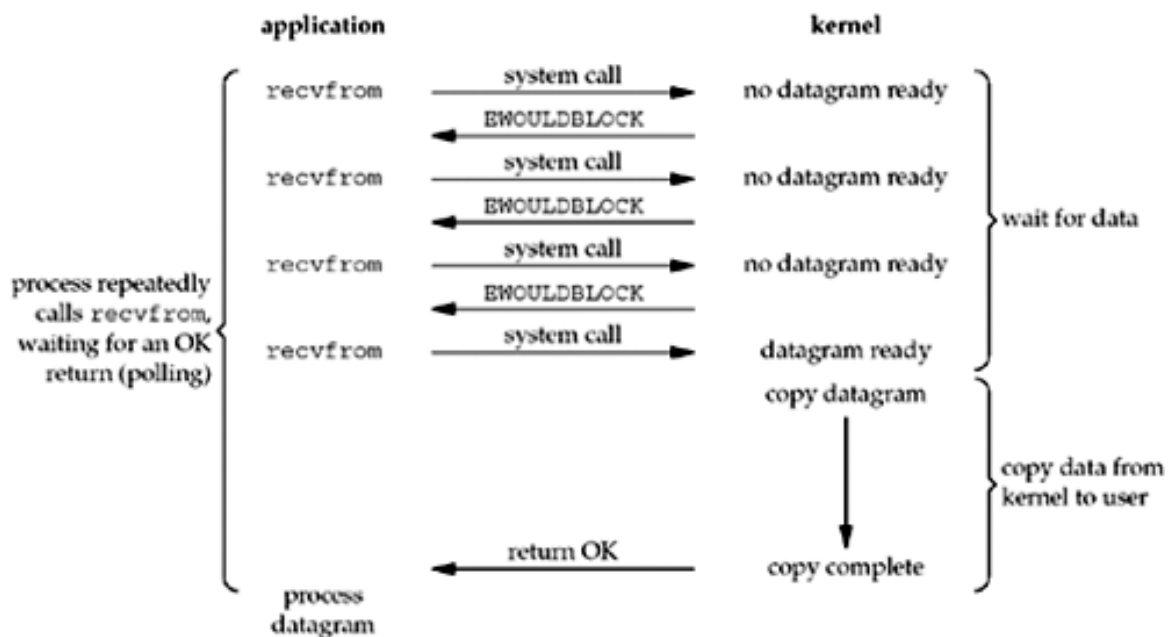 application kernel
system call
recvfrom no datagram ready
EWOULDBLOCK
system call
recvfrom no datagram ready
EWOULDBLOCK
wait for data
system call
recvfrom no datagram ready
process repeatedly
calls recvfrom,
waiting for an OK
return (polling)
EWOULDBLOCK
system call
recvfrom datagram ready
copy datagram
copy data from
kernel to user
return OK
copy complete
process
datagram